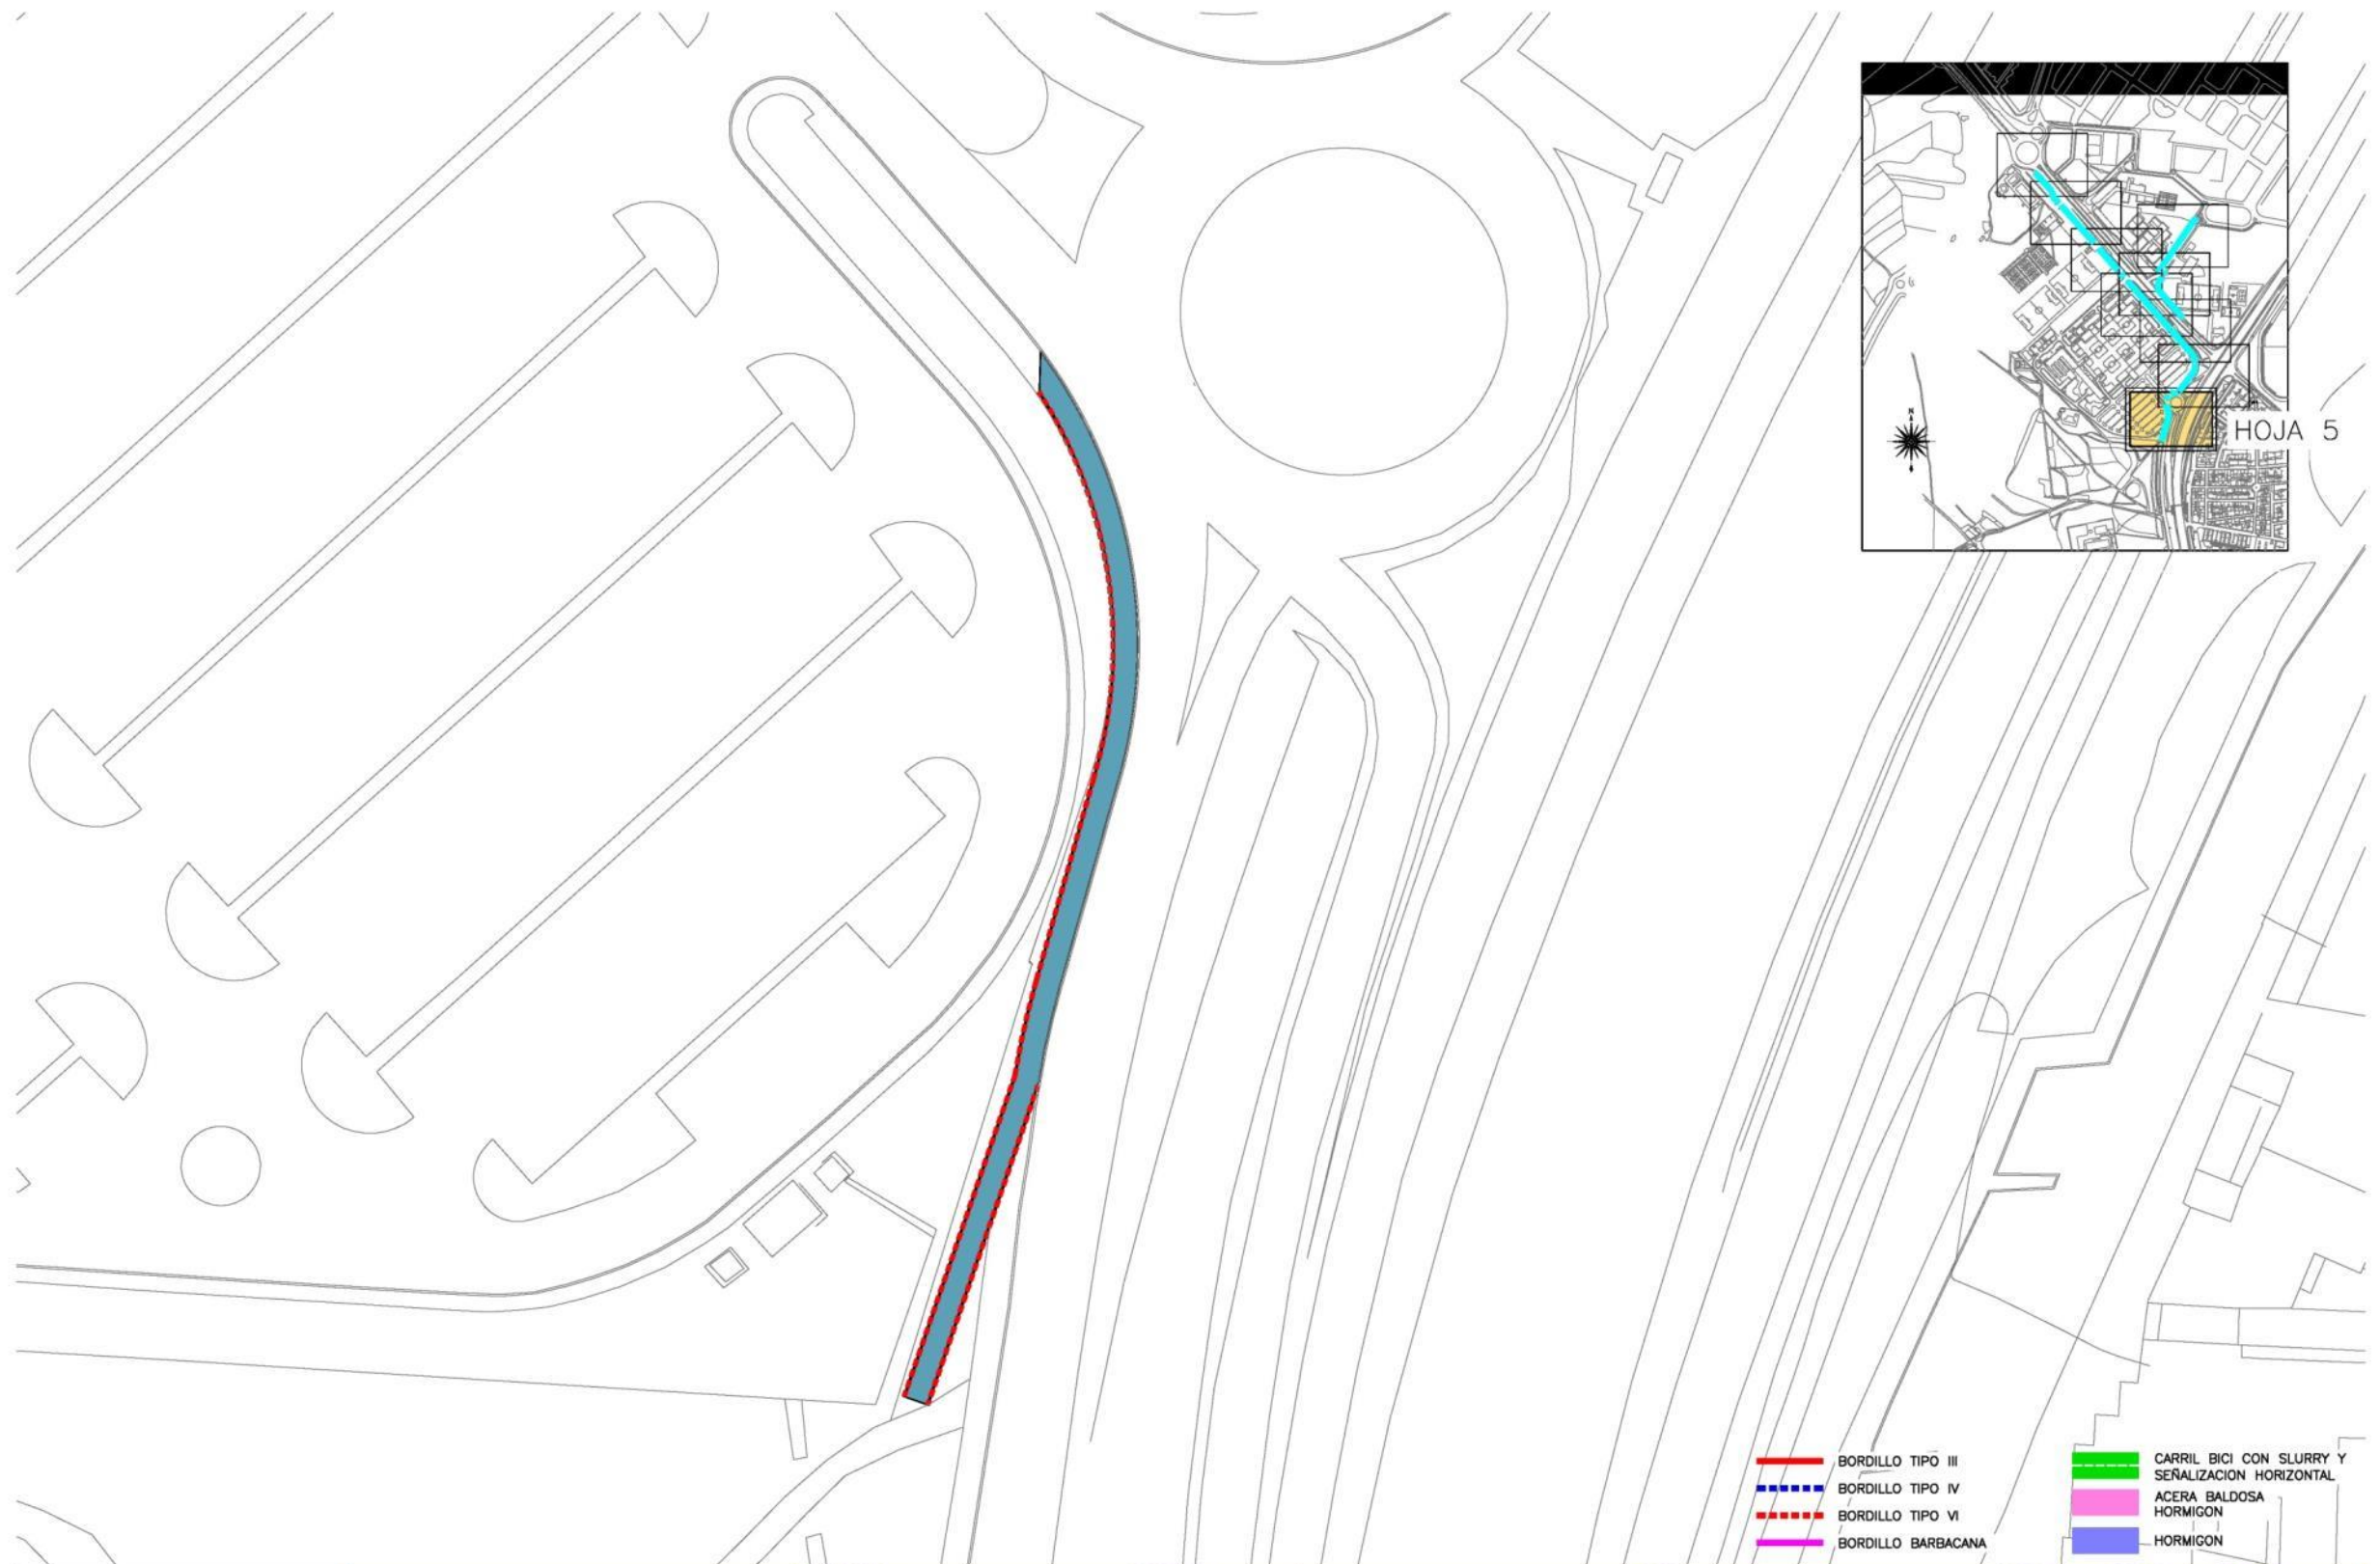 N
HOJA 5
BORDILLO TIPO III
BORDILLO TIPO IV
BORDILLO TIPO VI
BORDILLO BARBACANA
CARRIL BICI CON SLURRY Y
SEÑALIZACION HORIZONTAL
ACERA BALDOSA
HORMIGON
HORMIGON